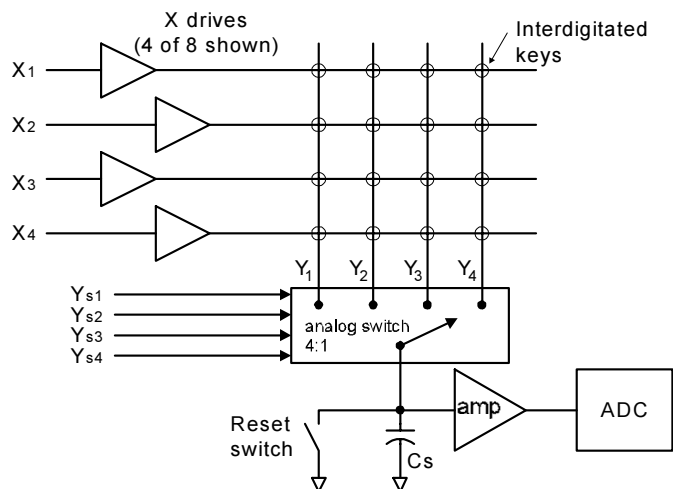 X drives
(4 of 8 shown)
Interdigitated
keys
X1
X2
X3
X4
Y1 Y2 Y3 Y4
Ys1
Ys2
Ys3
Ys4
analog switch
4:1
Reset
switch
Cs
amp
ADC